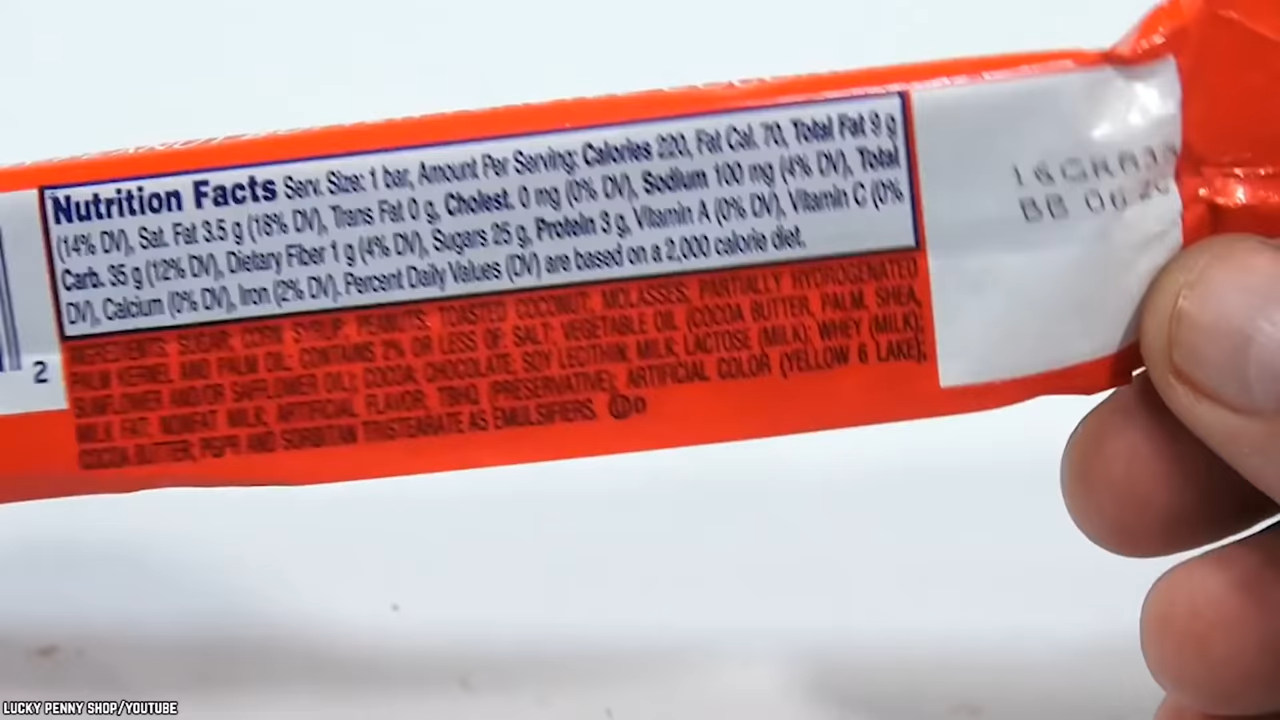 Nutrition Facts Serv. Size: 1 bar, Amount Per Serving: Calories 220, Fat Cal. 70, Total Fat 9 g
(14% DV), Sat. Fat 3.5 g (18% DV), Trans Fat 0 g, Cholest. 0 mg (0% DV), Sodium 100 mg (4% DV), Total
Carb. 35 g (12% DV), Dietary Fiber 1 g (4% DV), Sugars 25 g, Protein 3 g, Vitamin A (0% DV), Vitamin C (0%
DV), Calcium (0% DV), Iron (2% DV). Percent Daily Values (DV) are based on a 2,000 calorie diet.
INGREDIENTS: SUGAR; CORN SYRUP; PEANUTS; TOASTED COCONUT; MOLASSES; PARTIALLY HYDROGENATED
PALM KERNEL AND PALM OIL; CONTAINS 2% OR LESS OF: SALT; VEGETABLE OIL (COCOA BUTTER, PALM, SHEA,
SUNFLOWER AND/OR SAFFLOWER OIL); COCOA; CHOCOLATE; SOY LECITHIN; MILK; LACTOSE (MILK); WHEY (MILK);
MILK FAT; NONFAT MILK; ARTIFICIAL FLAVOR; TBHQ (PRESERVATIVE); ARTIFICIAL COLOR (YELLOW 6 LAKE);
COCOA BUTTER; PGPR AND SORBITAN TRISTEARATE AS EMULSIFIERS. Ⓤ D
2
BB
LUCKY PENNY SHOP/YOUTUBE